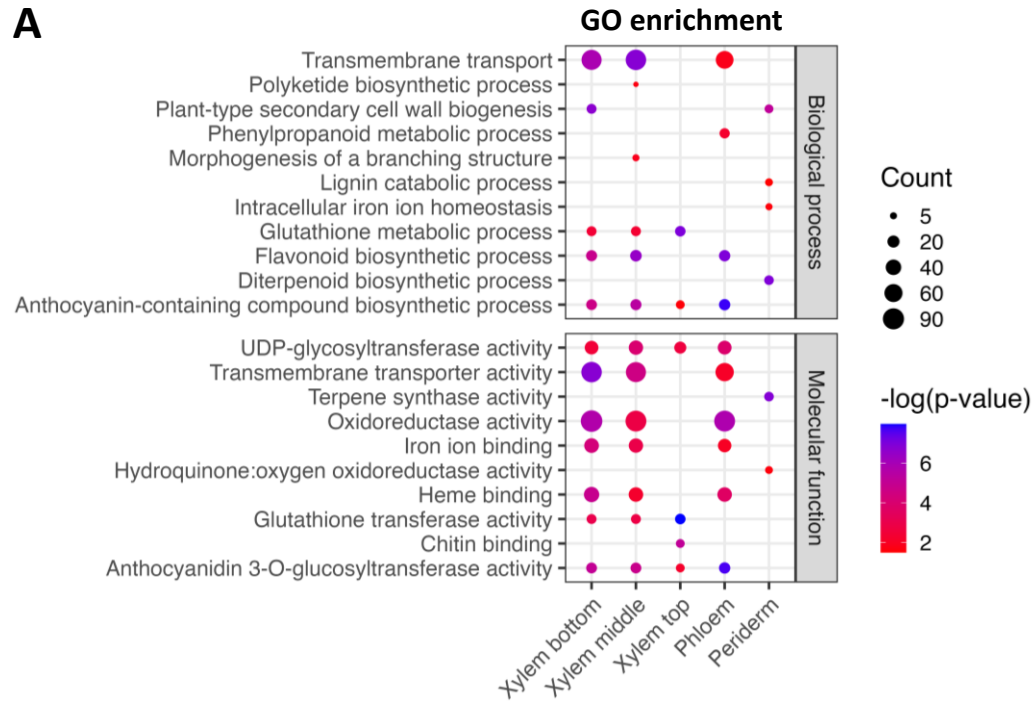 A
GO enrichment
Transmembrane transport
Polyketide biosynthetic process
Plant-type secondary cell wall biogenesis
Phenylpropanoid metabolic process
Morphogenesis of a branching structure
Lignin catabolic process
Intracellular iron ion homeostasis
Glutathione metabolic process
Flavonoid biosynthetic process
Diterpenoid biosynthetic process
Anthocyanin-containing compound biosynthetic process
Biological process
UDP-glycosyltransferase activity
Transmembrane transporter activity
Terpene synthase activity
Oxidoreductase activity
Iron ion binding
Hydroquinone:oxygen oxidoreductase activity
Heme binding
Glutathione transferase activity
Chitin binding
Anthocyanidin 3-O-glucosyltransferase activity
Molecular function
Xylem bottom
Xylem middle
Xylem top
Phloem
Periderm
Count
5
20
40
60
90
-log(p-value)
6
4
2